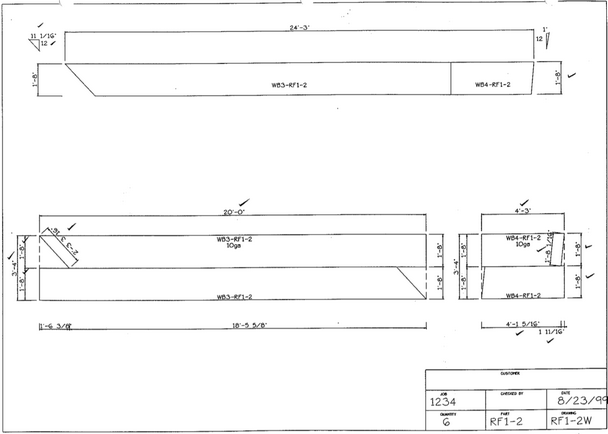 24'-3"
11 1/16"
12
1"
12
1'-8"
WB3-RF1-2
WB4-RF1-2
1'-8"
20'-0"
4'-3"
WB3-RF1-2
10ga
WB4-RF1-2
10ga
1'-8"
1'-8"
1'-8 1/16"
1'-8"
3'-4"
3'-4"
1'-8"
1'-8"
1'-8"
1'-8"
WB3-RF1-2
WB4-RF1-2
1'-6 3/8"
18'-5 5/8"
4'-1 5/16"
1 11/16"
CUSTOMER
JOB
CHECKED BY
DATE
1234
8/23/99
QUANTITY
PART
DRAWING
6
RF1-2
RF1-2W